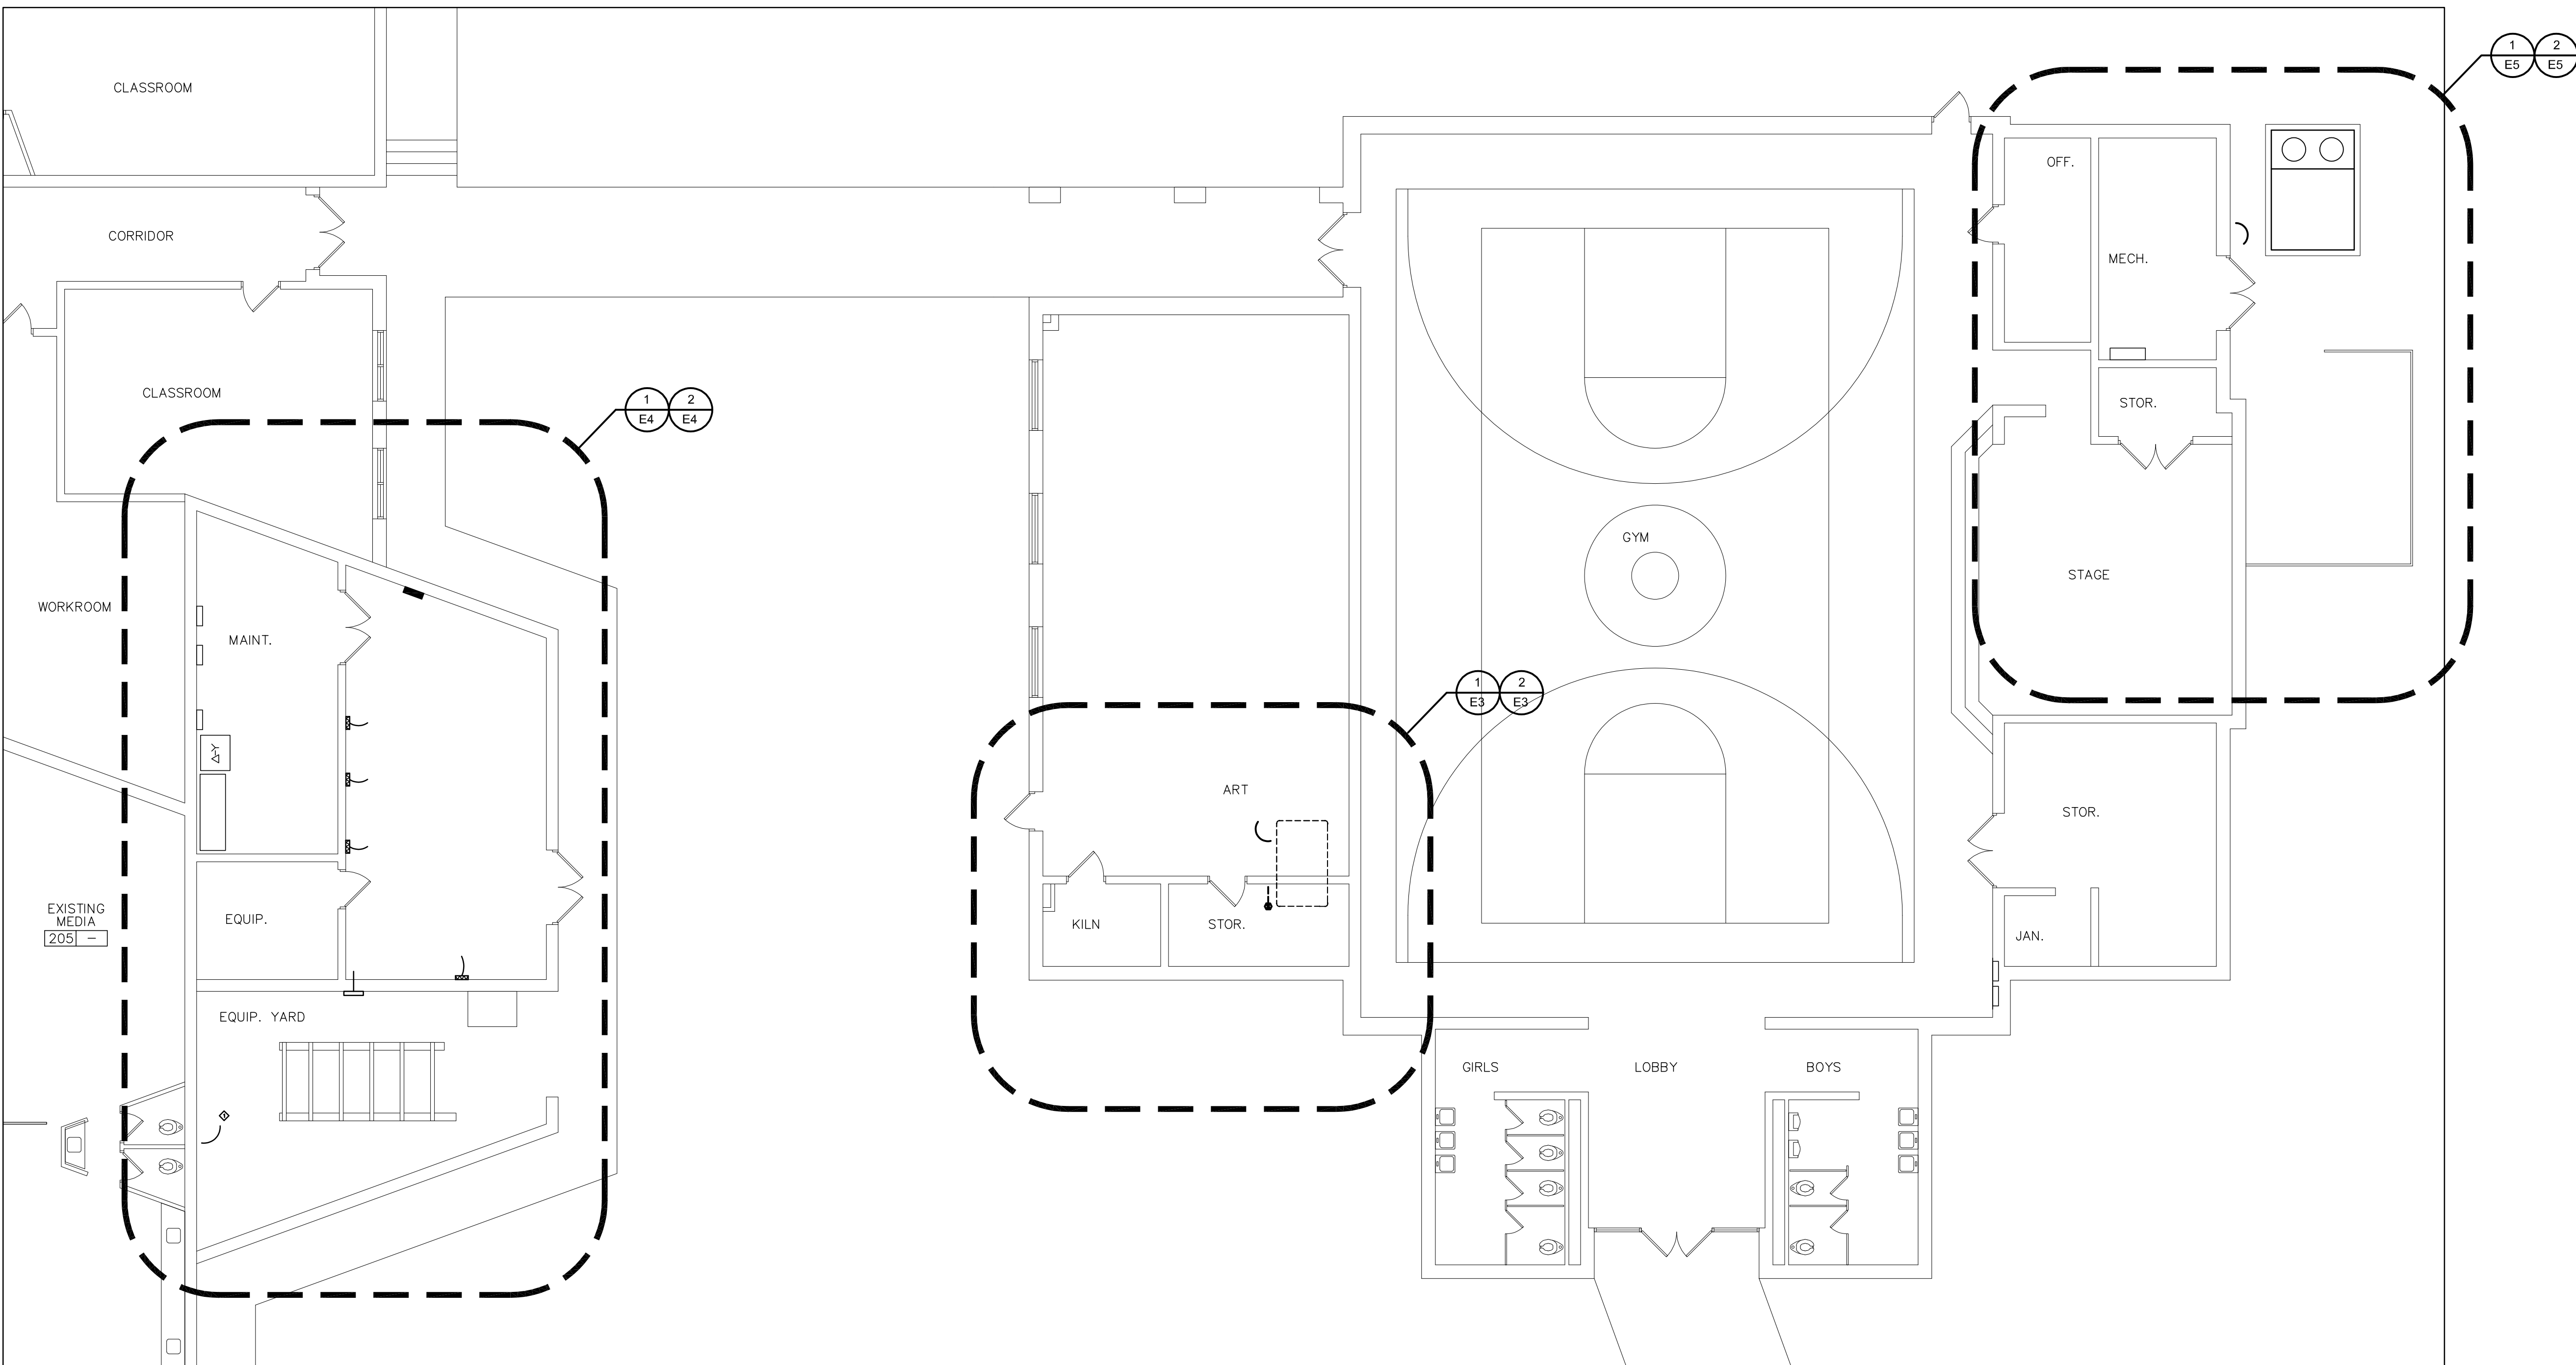 1 2
E5 E5
CLASSROOM
OFF.
CORRIDOR
MECH.
CLASSROOM
1 2
E4 E4
STOR.
GYM
STAGE
WORKROOM
MAINT.
1 2
E3 E3
Y
ART
STOR.
EXISTING
MEDIA
205 -
EQUIP.
KILN
STOR.
JAN.
EQUIP. YARD
GIRLS
LOBBY
BOYS
1